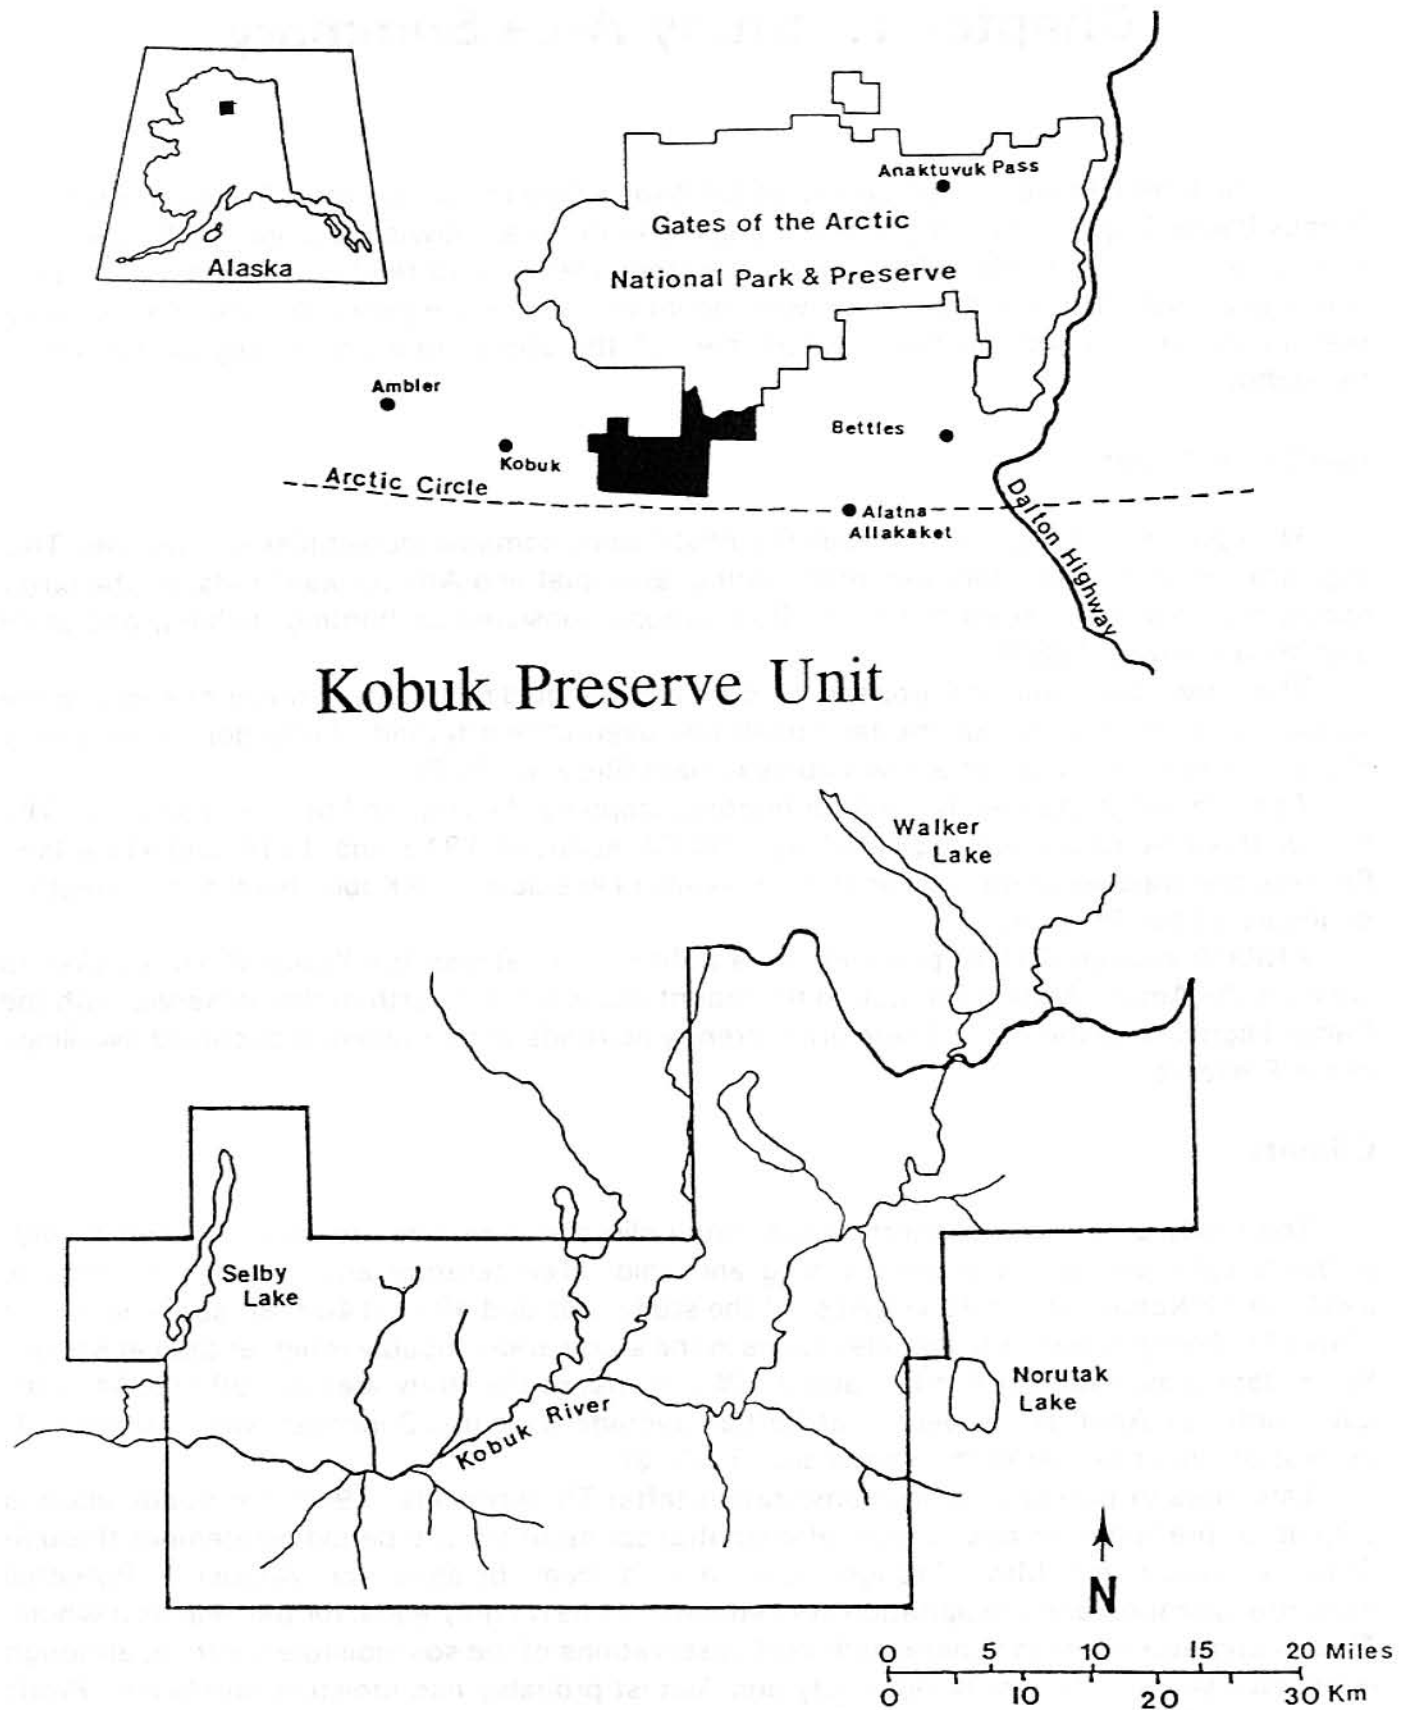 Alaska
Anaktuvuk Pass
Gates of the Arctic
National Park & Preserve
Ambler
Bettles
Kobuk
Arctic Circle
Alatna
Allakaket
Dalton Highway
Kobuk Preserve Unit
Walker
Lake
Selby
Lake
Norutak
Lake
Kobuk River
N
0 5 10 15 20 Miles
0 10 20 30 Km